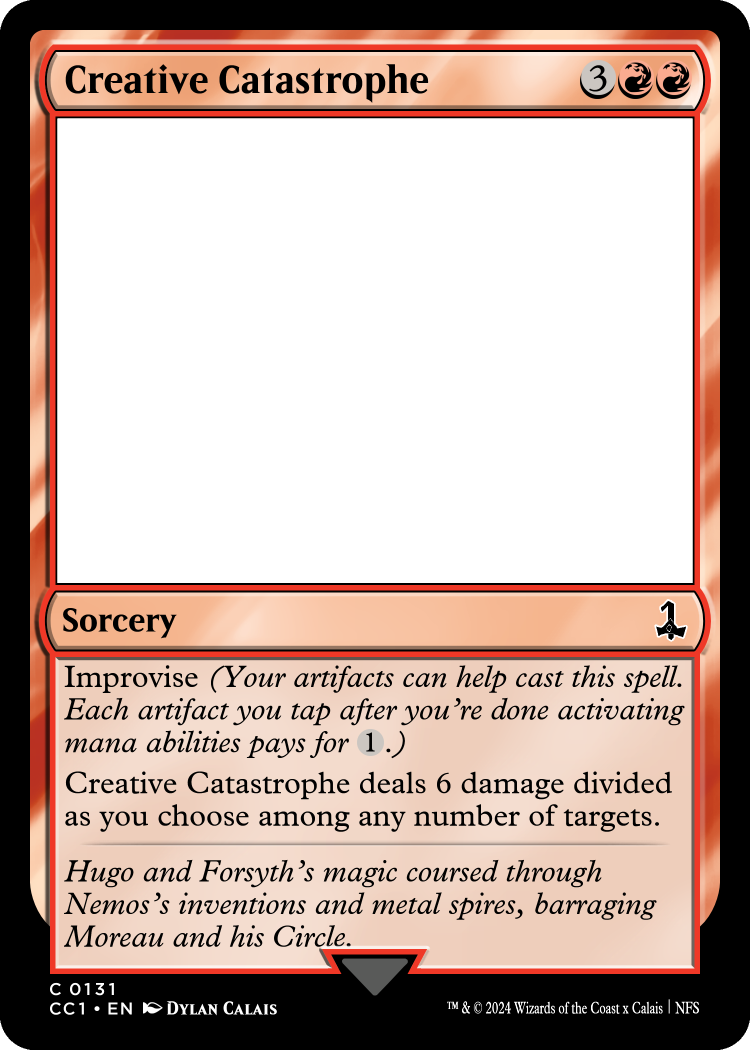 Creative Catastrophe 3
Sorcery
Improvise (Your artifacts can help cast this spell.
Each artifact you tap after you’re done activating
mana abilities pays for 1.)
Creative Catastrophe deals 6 damage divided
as you choose among any number of targets.
Hugo and Forsyth’s magic coursed through
Nemos’s inventions and metal spires, barraging
Moreau and his Circle.
C 0131
CC1 • EN Dylan Calais
™ & © 2024 Wizards of the Coast x Calais | NFS